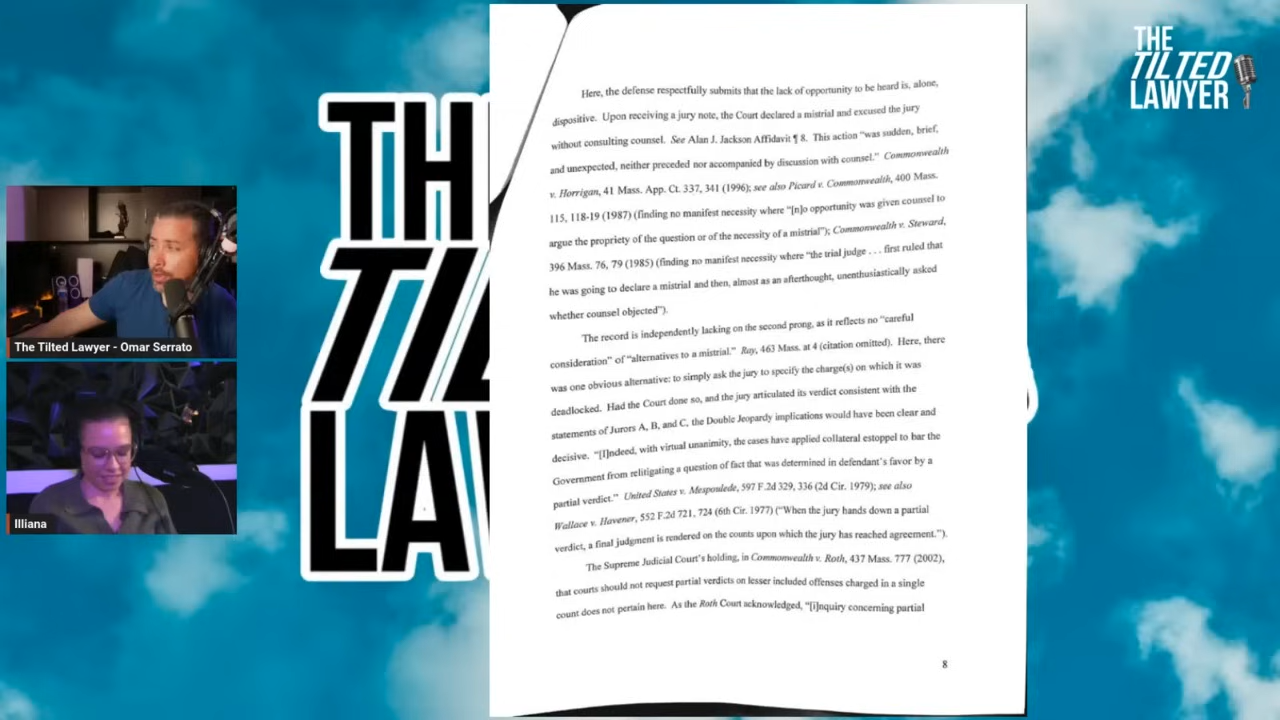 THE
TILTED
LAWYER
TH
TIL
LAW
The Tilted Lawyer - Omar Serrato
Illiana
Here, the defense respectfully submits that the lack of opportunity to be heard is, alone,
dispositive. Upon receiving a jury note, the Court declared a mistrial and excused the jury
without consulting counsel. See Alan J. Jackson Affidavit ¶ 8. This action "was sudden, brief,
and unexpected, neither preceded nor accompanied by discussion with counsel." Commonwealth
v. Horrigan, 41 Mass. App. Ct. 337, 341 (1996); see also Picard v. Commonwealth, 400 Mass.
115, 118-19 (1987) (finding no manifest necessity where "[n]o opportunity was given counsel to
argue the propriety of the question or of the necessity of a mistrial"); Commonwealth v. Steward,
396 Mass. 76, 79 (1985) (finding no manifest necessity where "the trial judge . . . first ruled that
he was going to declare a mistrial and then, almost as an afterthought, unenthusiastically asked
whether counsel objected").
The record is independently lacking on the second prong, as it reflects no "careful
consideration" of "alternatives to a mistrial." Ray, 463 Mass. at 4 (citation omitted). Here, there
was one obvious alternative: to simply ask the jury to specify the charge(s) on which it was
deadlocked. Had the Court done so, and the jury articulated its verdict consistent with the
statements of Jurors A, B, and C, the Double Jeopardy implications would have been clear and
decisive. "[I]ndeed, with virtual unanimity, the cases have applied collateral estoppel to bar the
Government from relitigating a question of fact that was determined in defendant's favor by a
partial verdict." United States v. Mespoulede, 597 F.2d 329, 336 (2d Cir. 1979); see also
Wallace v. Havener, 552 F.2d 721, 724 (6th Cir. 1977) ("When the jury hands down a partial
verdict, a final judgment is rendered on the counts upon which the jury has reached agreement.").
The Supreme Judicial Court's holding, in Commonwealth v. Roth, 437 Mass. 777 (2002),
that courts should not request partial verdicts on lesser included offenses charged in a single
count does not pertain here. As the Roth Court acknowledged, "[i]nquiry concerning partial
8